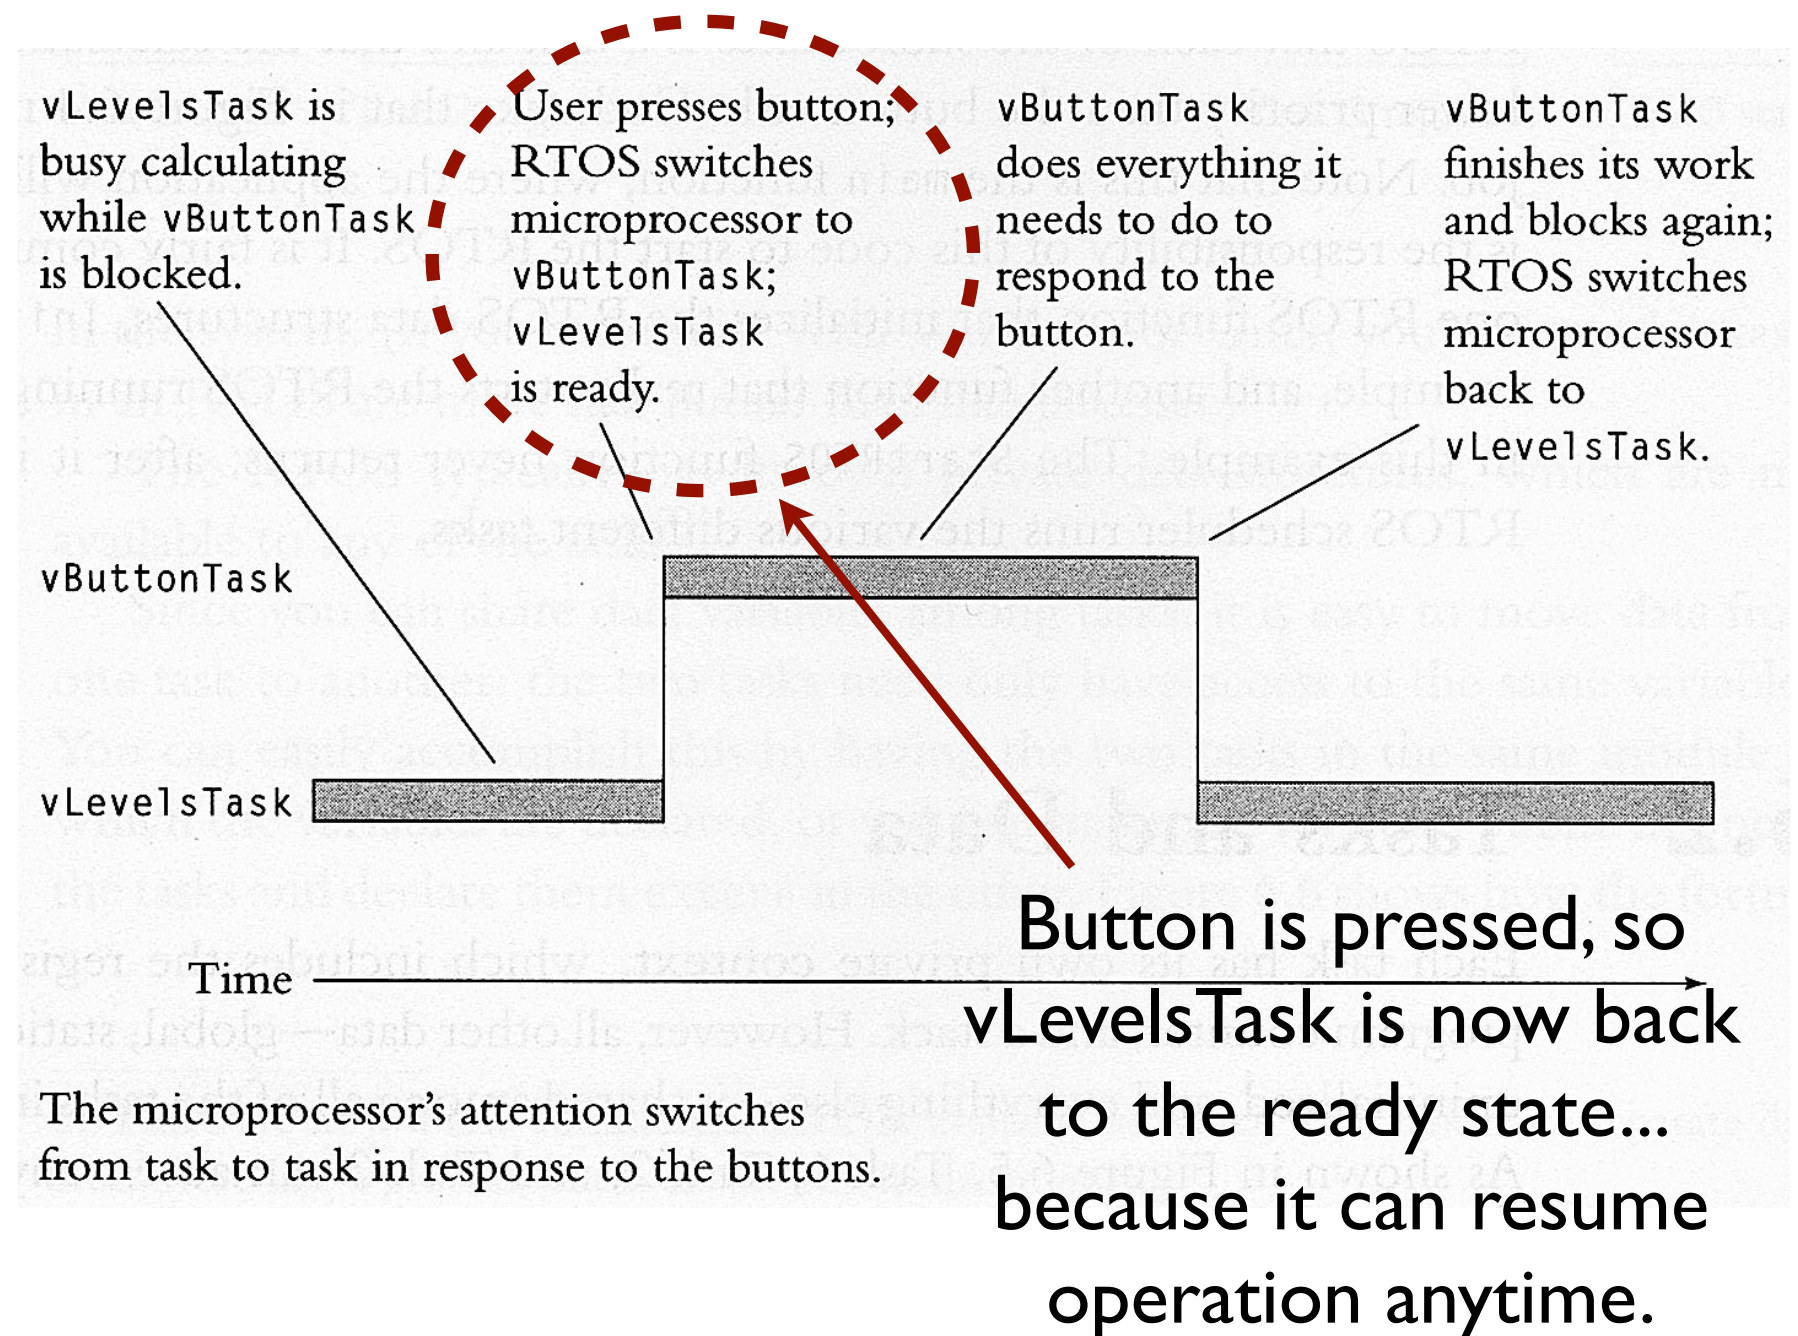 vLevelsTask is
busy calculating
while vButtonTask
is blocked.
User presses button;
RTOS switches
microprocessor to
vButtonTask;
vLevelsTask
is ready.
vButtonTask
does everything it
needs to do to
respond to the
button.
vButtonTask
finishes its work
and blocks again;
RTOS switches
microprocessor
back to
vLevelsTask.
vButtonTask
vLevelsTask
Time
The microprocessor's attention switches
from task to task in response to the buttons.
Button is pressed, so
vLevelsTask is now back
to the ready state...
because it can resume
operation anytime.